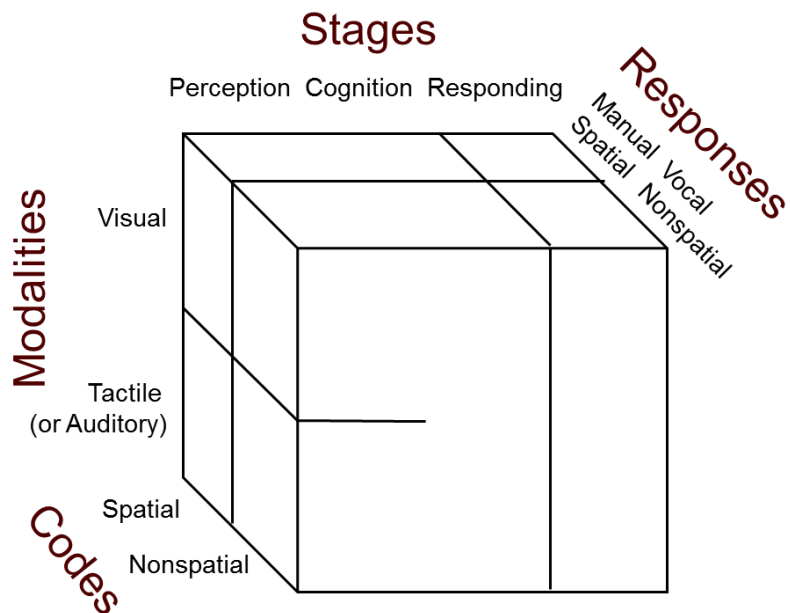 Stages
Perception Cognition Responding
Responses
Manual Vocal
Spatial Nonspatial
Modalities
Visual
Tactile
(or Auditory)
Codes
Spatial
Nonspatial